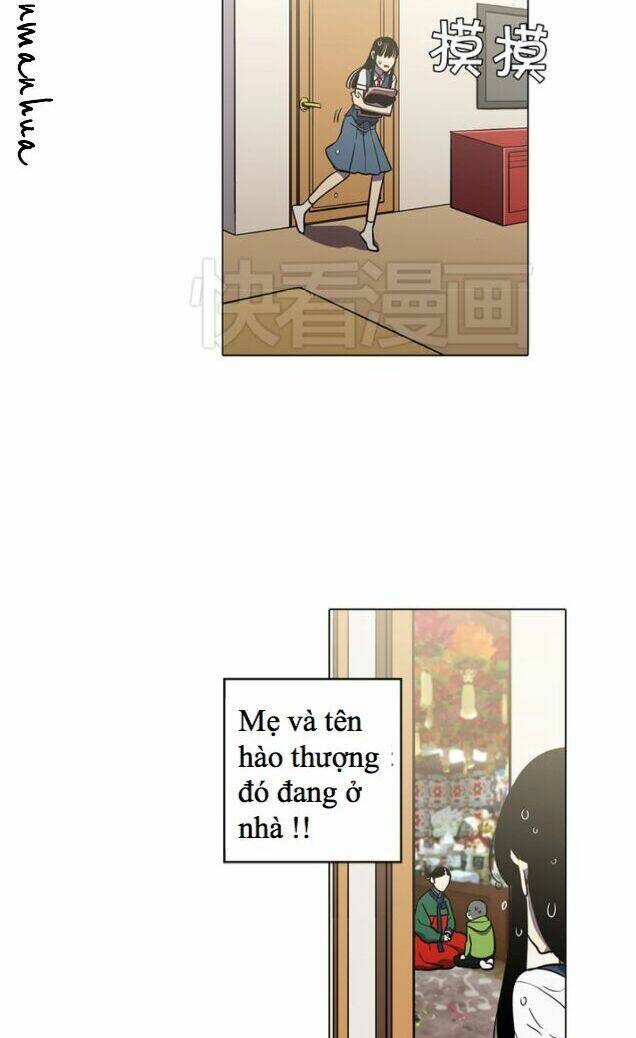 nmanhua
摸摸
快看漫画
Mẹ và tên
hào thượng
đó đang ở
nhà !!